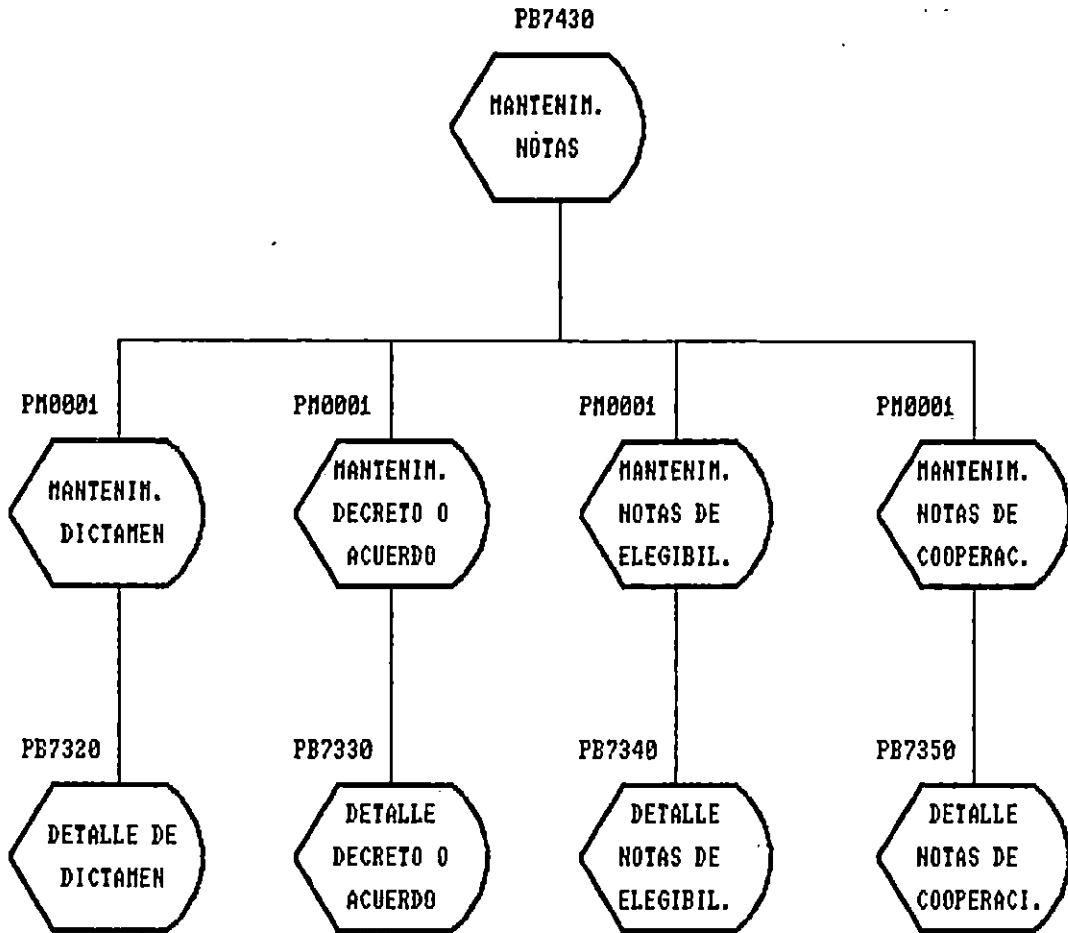 PB7430
MANTENIM.
NOTAS
PM0001
MANTENIM.
DICTAMEN
PM0001
MANTENIM.
DECRETO O
ACUERDO
PM0001
MANTENIM.
NOTAS DE
ELEGIBIL.
PM0001
MANTENIM.
NOTAS DE
COOPERAC.
PB7320
DETALLE DE
DICTAMEN
PB7330
DETALLE
DECRETO O
ACUERDO
PB7340
DETALLE
NOTAS DE
ELEGIBIL.
PB7350
DETALLE
NOTAS DE
COOPERACI.